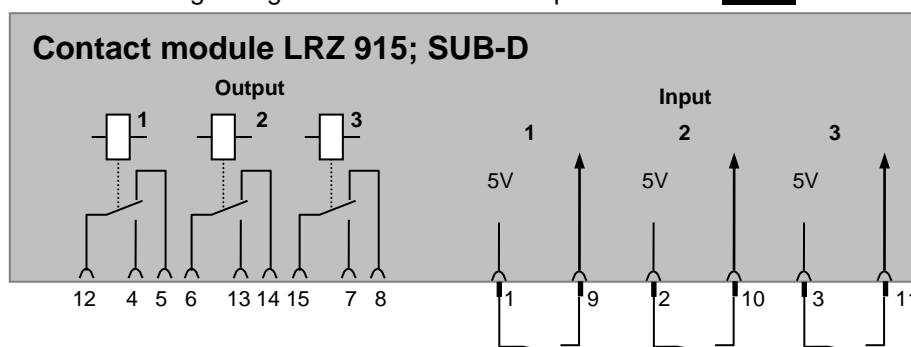 Contact module LRZ 915; SUB-D
Output
Input
1 2 3
1 2 3
5V 5V 5V
12 4 5 6 13 14 15 7 8
1 9 2 10 3